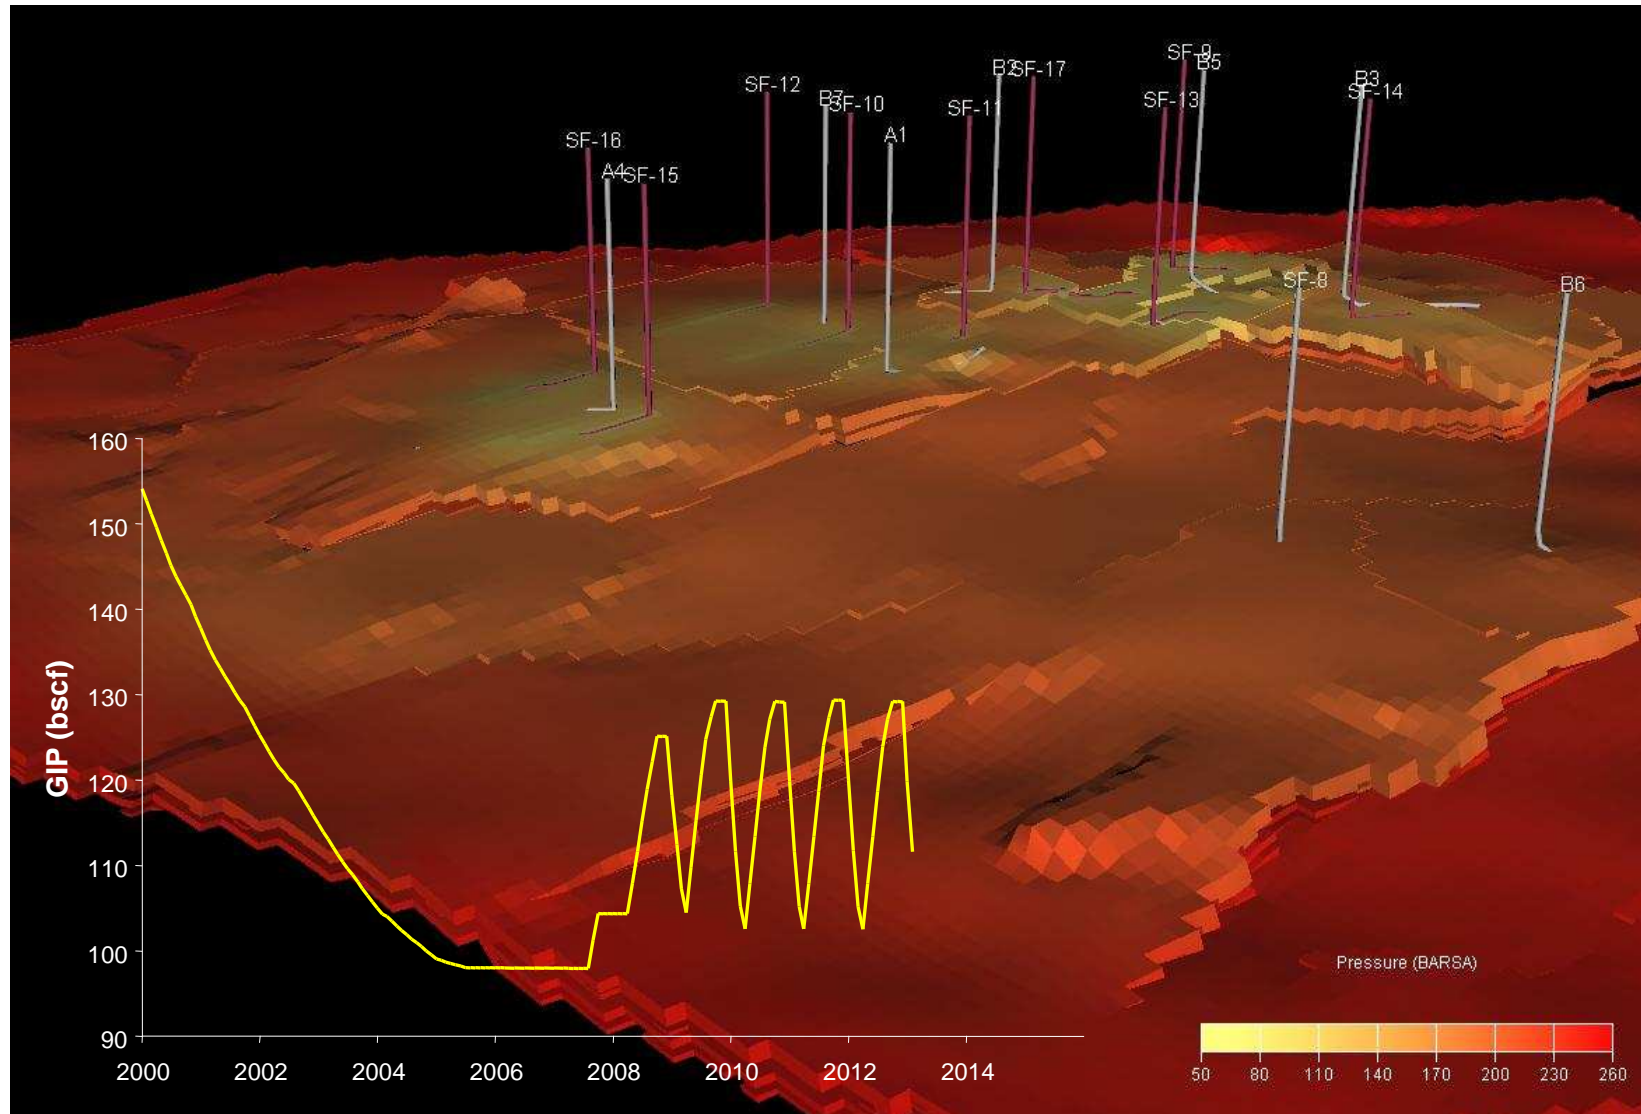 SF-9
B5
B2
SF-17
B3
SF-14
SF-12
B7
SF-10
SF-11
SF-13
A1
SF-16
A4
SF-15
SF-8
B6
160
150
140
130
120
110
100
90
GIP (bscf)
2000 2002 2004 2006 2008 2010 2012 2014
Pressure (BARSA)
50 80 110 140 170 200 230 260